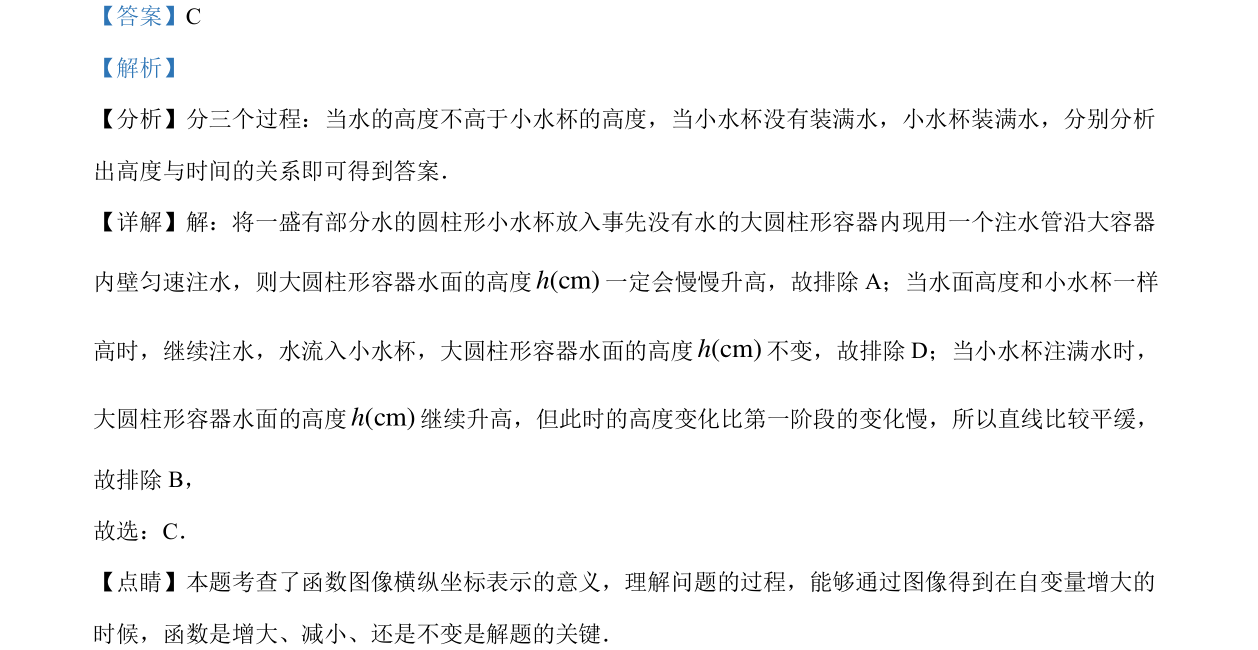 【答案】C
【解析】
【分析】分三个过程：当水的高度不高于小水杯的高度，当小水杯没有装满水，小水杯装满水，分别分析
出高度与时间的关系即可得到答案．
【详解】解：将一盛有部分水的圆柱形小水杯放入事先没有水的大圆柱形容器内现用一个注水管沿大容器
内壁匀速注水，则大圆柱形容器水面的高度 h(cm) 一定会慢慢升高，故排除 A；当水面高度和小水杯一样
高时，继续注水，水流入小水杯，大圆柱形容器水面的高度 h(cm) 不变，故排除 D；当小水杯注满水时，
大圆柱形容器水面的高度 h(cm) 继续升高，但此时的高度变化比第一阶段的变化慢，所以直线比较平缓，
故排除 B，
故选：C．
【点睛】本题考查了函数图像横纵坐标表示的意义，理解问题的过程，能够通过图像得到在自变量增大的
时候，函数是增大、减小、还是不变是解题的关键．